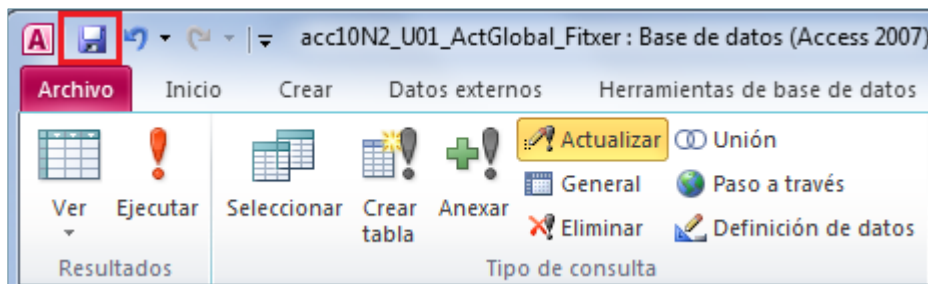 A acc10N2_U01_ActGlobal_Fitxer : Base de datos (Access 2007)
Archivo Inicio Crear Datos externos Herramientas de base de datos
Ver
Ejecutar
Seleccionar
Crear
tabla
Anexar
Actualizar
General
Eliminar
Unión
Paso a través
Definición de datos
Resultados
Tipo de consulta